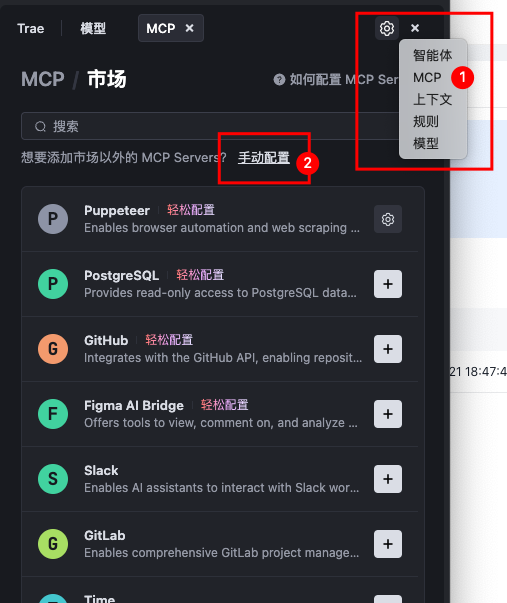 Trae 模型 MCP ×
智能体
MCP
上下文
规则
模型
1
MCP / 市场
如何配置 MCP Ser
搜索
想要添加市场以外的 MCP Servers? 手动配置
2
P Puppeteer 轻松配置
Enables browser automation and web scraping ...
P PostgreSQL 轻松配置
Provides read-only access to PostgreSQL data...
G GitHub 轻松配置
Integrates with the GitHub API, enabling reposit...
F Figma AI Bridge 轻松配置
Offers tools to view, comment on, and analyze ...
S Slack
Enables AI assistants to interact with Slack wor...
G GitLab
Enables comprehensive GitLab project manage...
Time
21 18:47:4